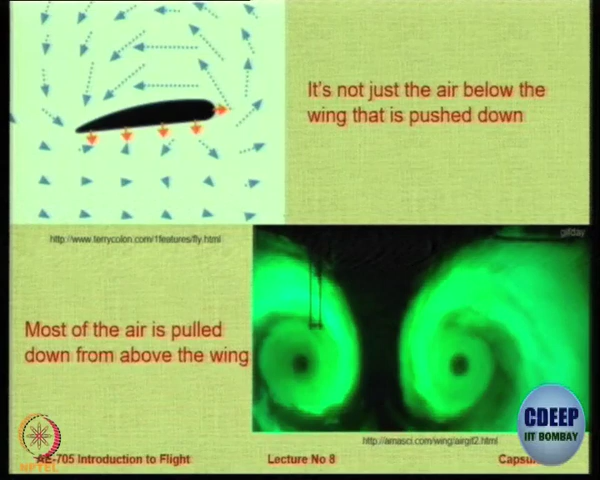 It's not just the air below the
wing that is pushed down
http://www.terrycolon.com/1features/fly.html
gifday
Most of the air is pulled
down from above the wing
CDEEP
IIT BOMBAY
http://amasci.com/wing/airgif2.html
NPTEL
AE-705 Introduction to Flight
Lecture No 8